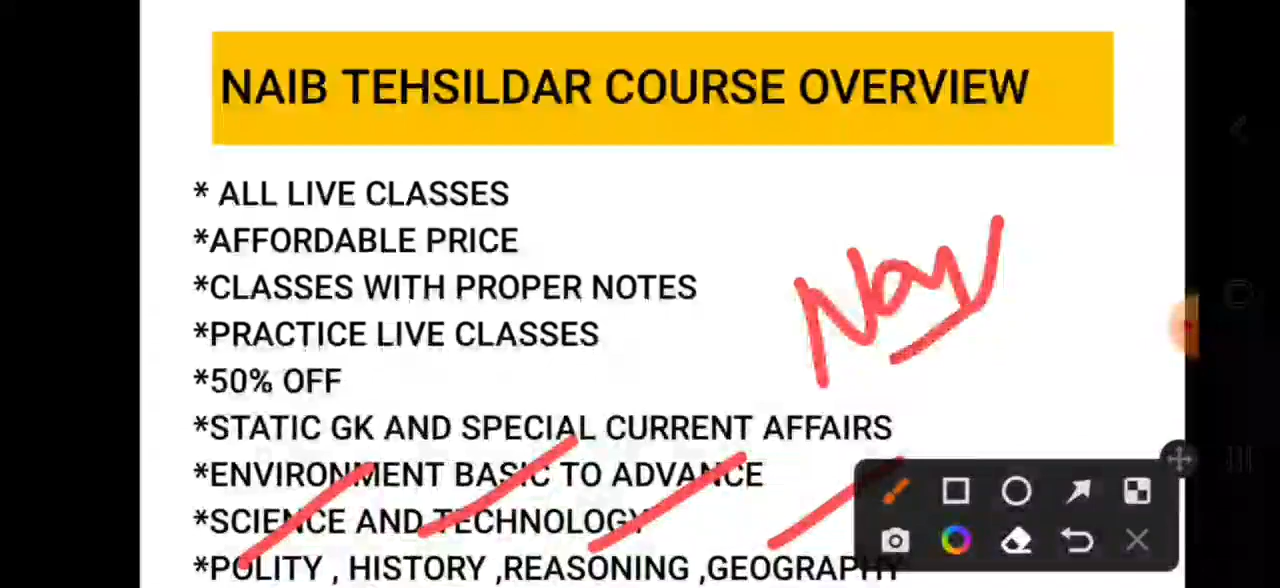 NAIB TEHSILDAR COURSE OVERVIEW
* ALL LIVE CLASSES
*AFFORDABLE PRICE
*CLASSES WITH PROPER NOTES
*PRACTICE LIVE CLASSES
*50% OFF
*STATIC GK AND SPECIAL CURRENT AFFAIRS
*ENVIRONMENT BASIC TO ADVANCE
*SCIENCE AND TECHNOLOGY
*POLITY , HISTORY ,REASONING ,GEOGRAPHY